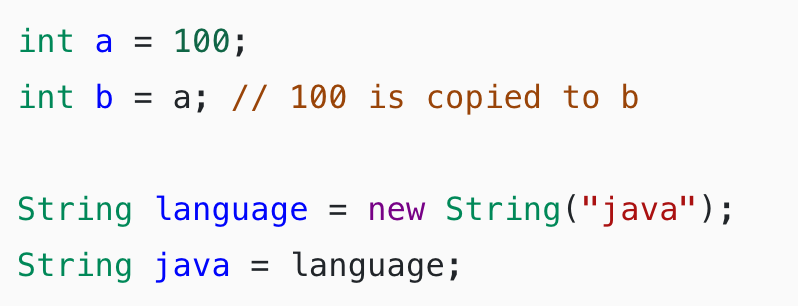 int a = 100;
int b = a; // 100 is copied to b
String language = new String("java");
String java = language;